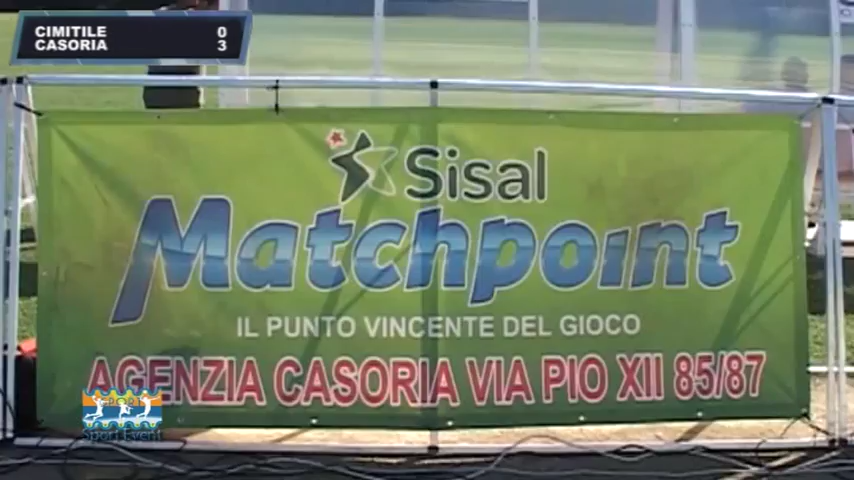 CIMITILE 0
CASORIA 3
Sisal
Matchpoint
IL PUNTO VINCENTE DEL GIOCO
AGENZIA CASORIA VIA PIO XII 85/87
SPORT
Sport Event